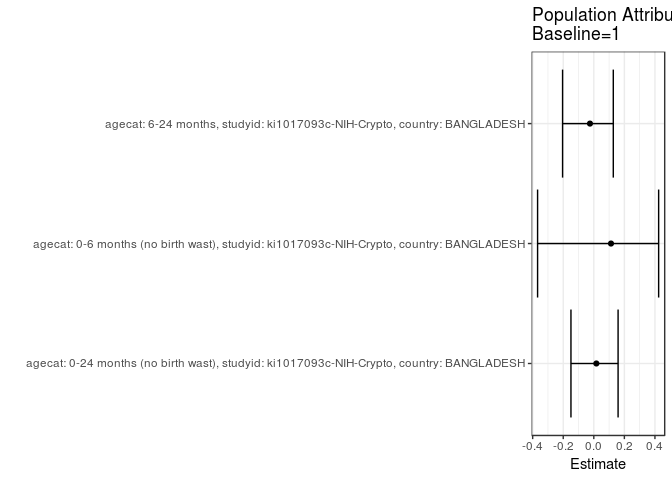 Population Attribu
Baseline=1
agecat: 6-24 months, studyid: ki1017093c-NIH-Crypto, country: BANGLADESH
agecat: 0-6 months (no birth wast), studyid: ki1017093c-NIH-Crypto, country: BANGLADESH
agecat: 0-24 months (no birth wast), studyid: ki1017093c-NIH-Crypto, country: BANGLADESH
-0.4 -0.2 0.0 0.2 0.4
Estimate